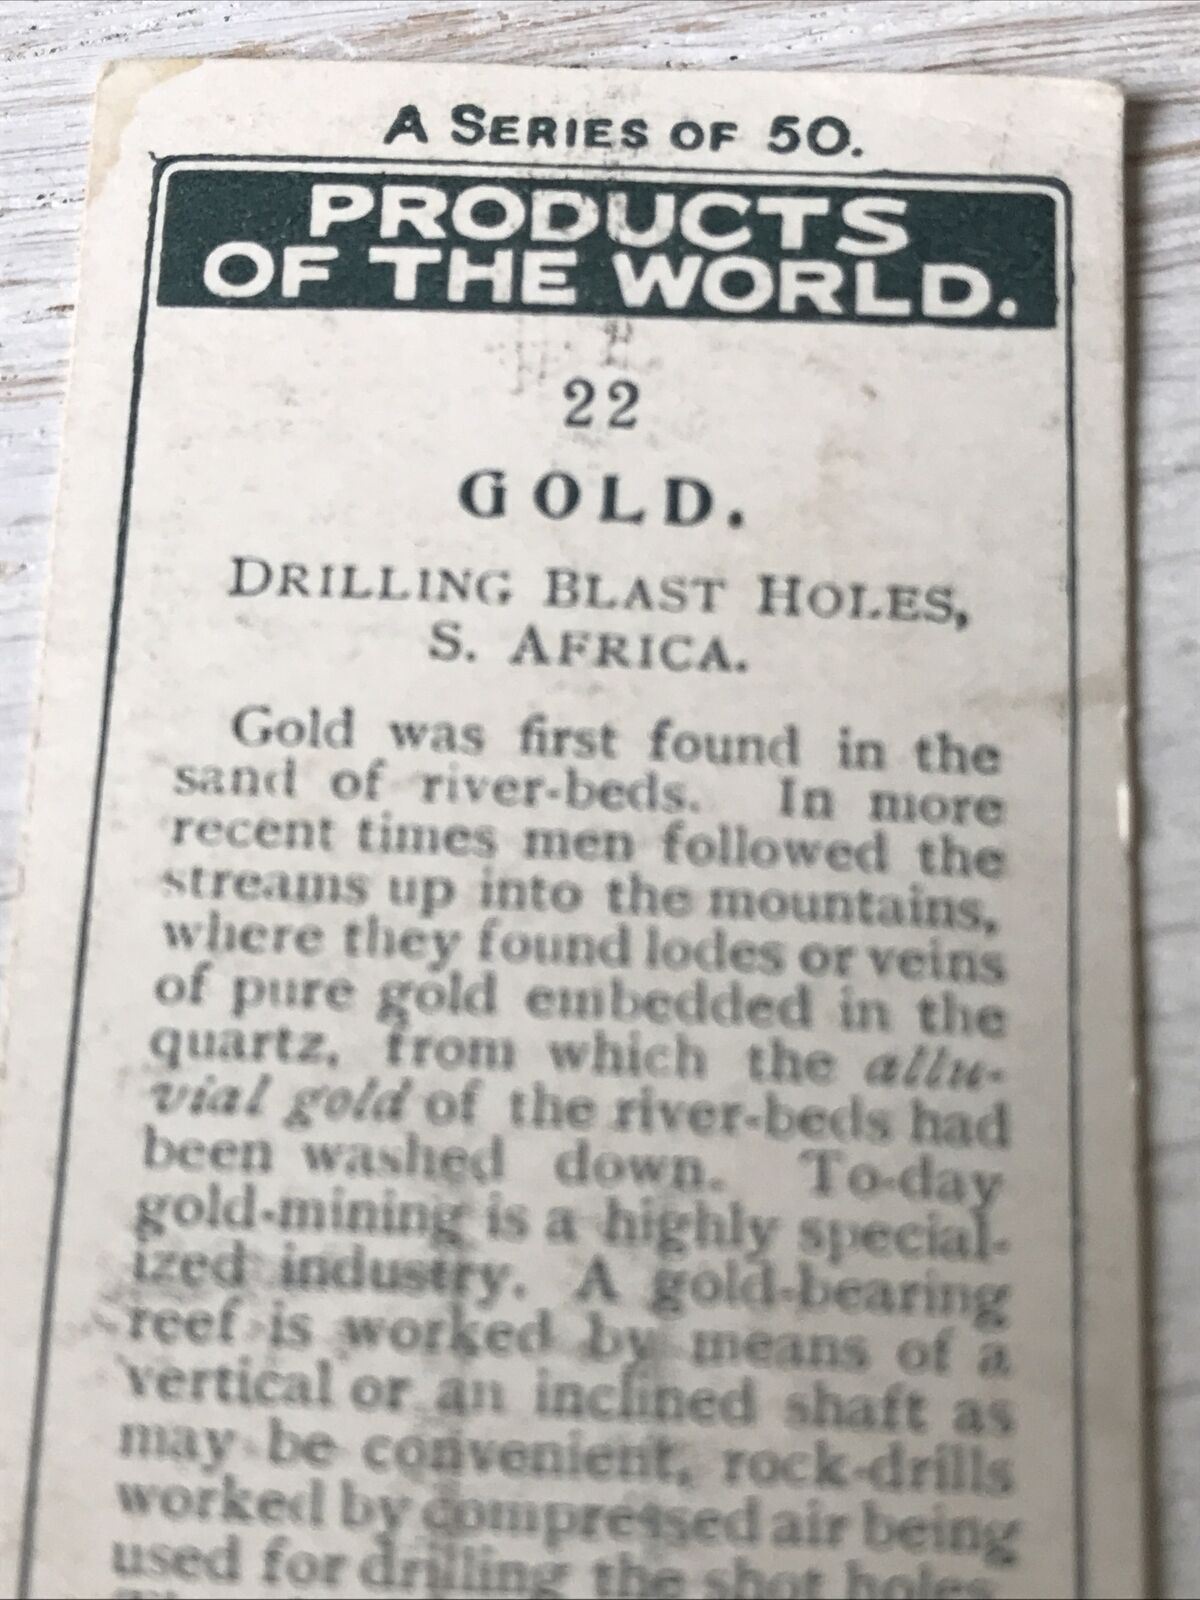 A SERIES OF 50.
PRODUCTS
OF THE WORLD.
22
GOLD.
DRILLING BLAST HOLES,
S. AFRICA.
Gold was first found in the
sand of river-beds. In more
recent times men followed the
streams up into the mountains,
where they found lodes or veins
of pure gold embedded in the
quartz, from which the allu-
vial gold of the river-beds had
been washed down. To-day
gold-mining is a highly special-
ized industry. A gold-bearing
reef is worked by means of a
vertical or an inclined shaft as
may be convenient, rock-drills
worked by compressed air being
used for drilling the shot holes.